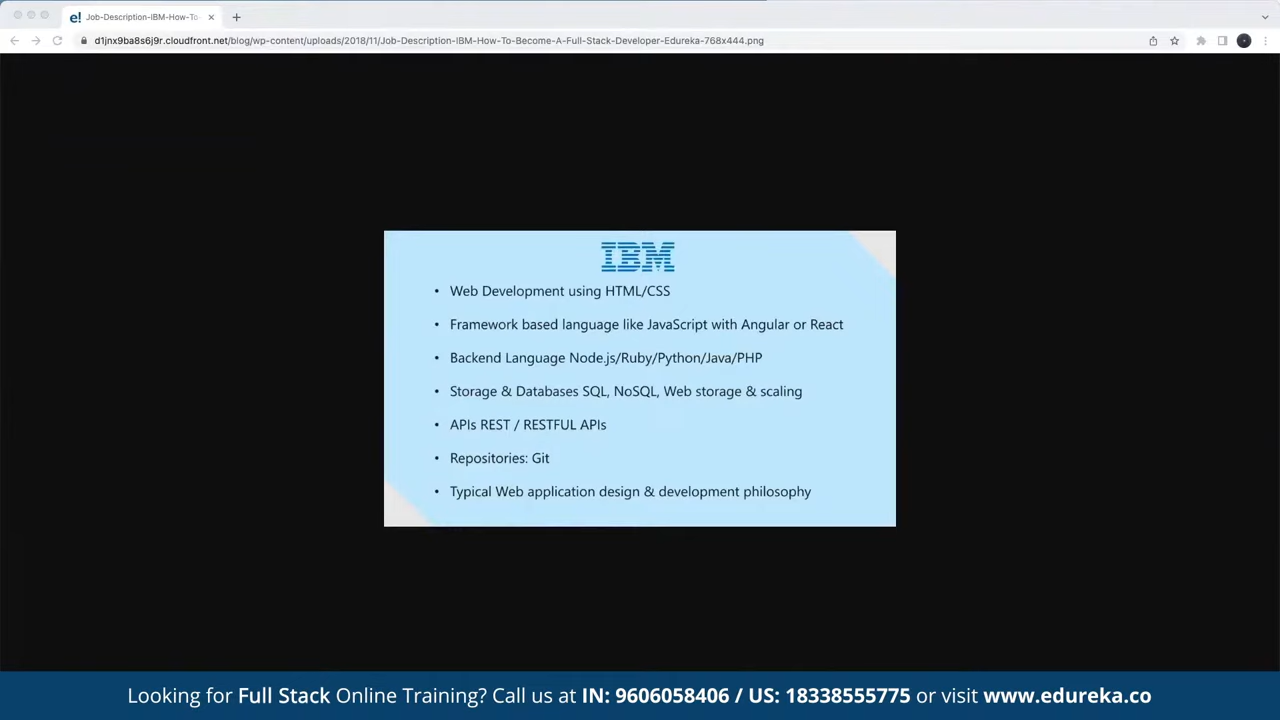 e! Job-Description-IBM-How-To
d1jnx9ba8s6j9r.cloudfront.net/blog/wp-content/uploads/2018/11/Job-Description-IBM-How-To-Become-A-Full-Stack-Developer-Edureka-768x444.png
IBM
• Web Development using HTML/CSS
• Framework based language like JavaScript with Angular or React
• Backend Language Node.js/Ruby/Python/Java/PHP
• Storage & Databases SQL, NoSQL, Web storage & scaling
• APIs REST / RESTFUL APIs
• Repositories: Git
• Typical Web application design & development philosophy
Looking for Full Stack Online Training? Call us at IN: 9606058406 / US: 18338555775 or visit www.edureka.co